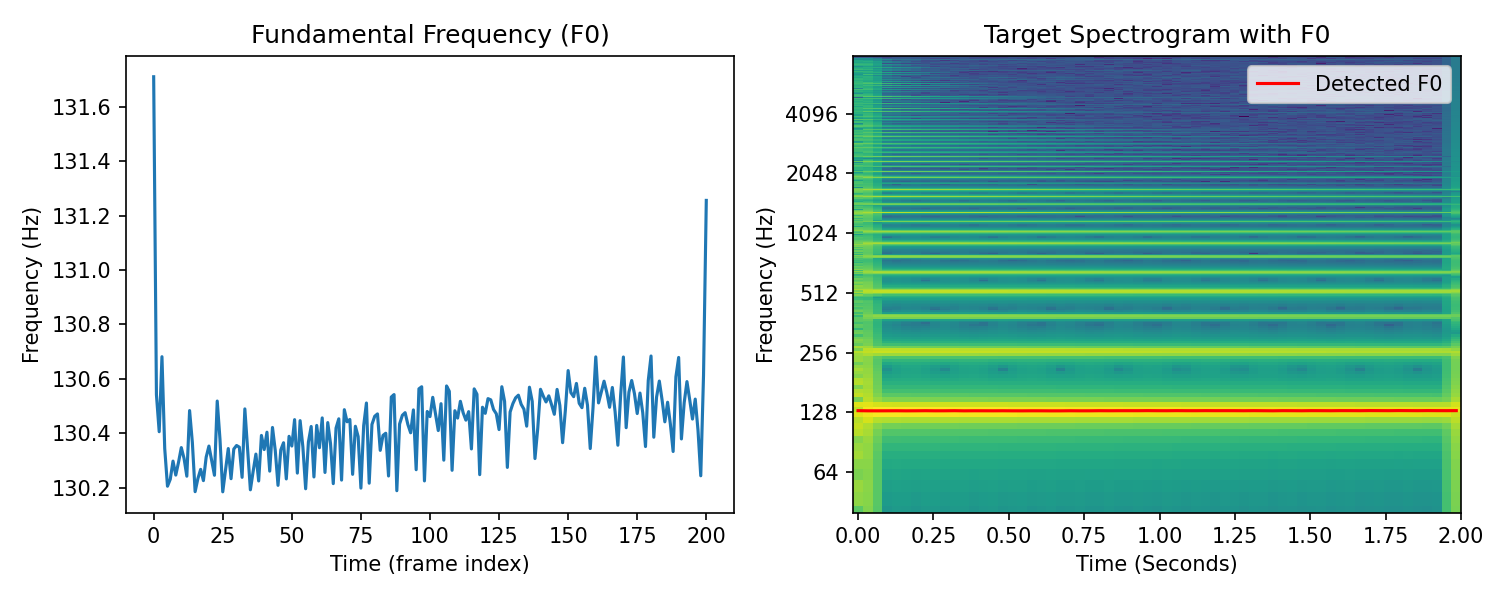 Fundamental Frequency (F0)
Frequency (Hz)
131.6
131.4
131.2
131.0
130.8
130.6
130.4
130.2
0 25 50 75 100 125 150 175 200
Time (frame index)
Target Spectrogram with F0
Detected F0
Frequency (Hz)
4096
2048
1024
512
256
128
64
0.00 0.25 0.50 0.75 1.00 1.25 1.50 1.75 2.00
Time (Seconds)